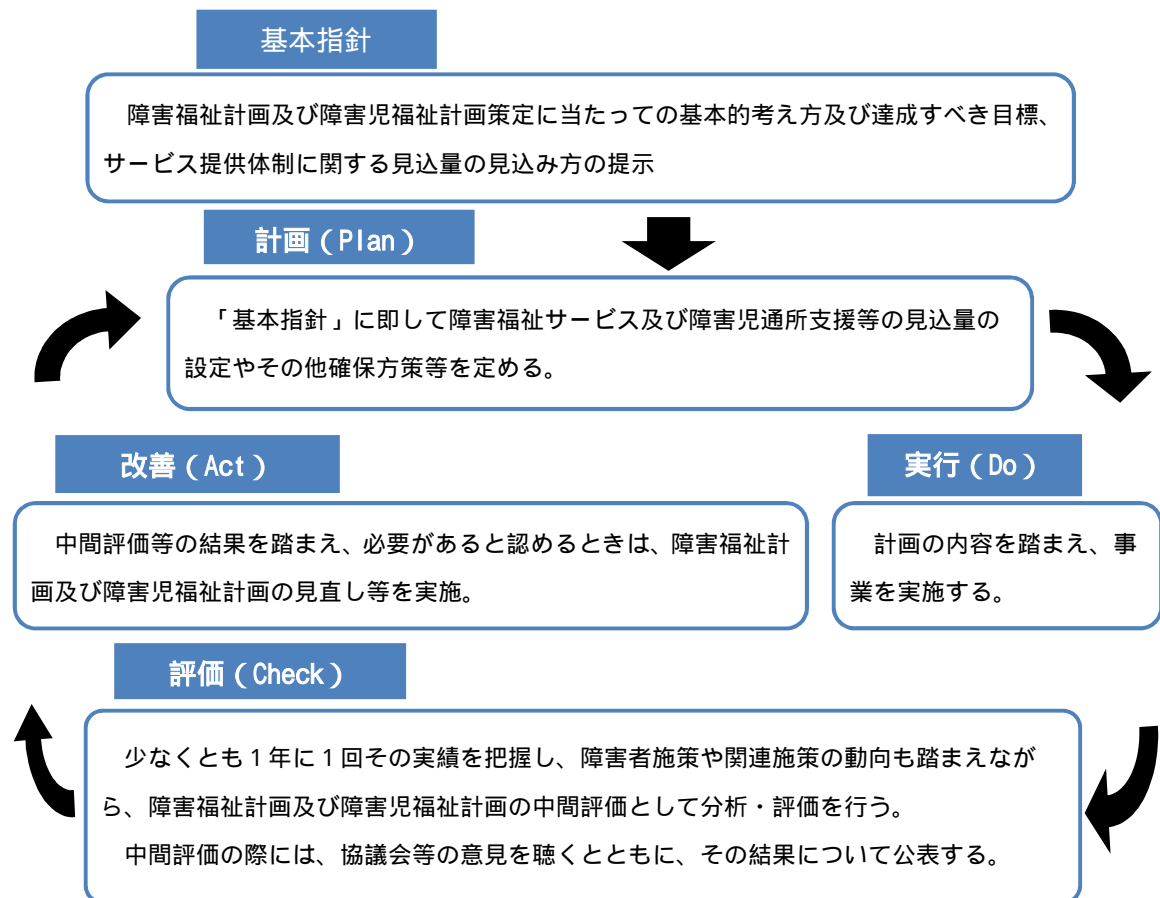 基本指針
障害福祉計画及び障害児福祉計画策定に当たっての基本的考え方及び達成すべき目標、
サービス提供体制に関する見込量の見込み方の提示
計画（Plan）
「基本指針」に即して障害福祉サービス及び障害児通所支援等の見込量の
設定やその他確保方策等を定める。
改善（Act）
中間評価等の結果を踏まえ、必要があると認めるときは、障害福祉計
画及び障害児福祉計画の見直し等を実施。
実行（Do）
計画の内容を踏まえ、事
業を実施する。
評価（Check）
少なくとも１年に１回その実績を把握し、障害者施策や関連施策の動向も踏まえなが
ら、障害福祉計画及び障害児福祉計画の中間評価として分析・評価を行う。
中間評価の際には、協議会等の意見を聴くとともに、その結果について公表する。